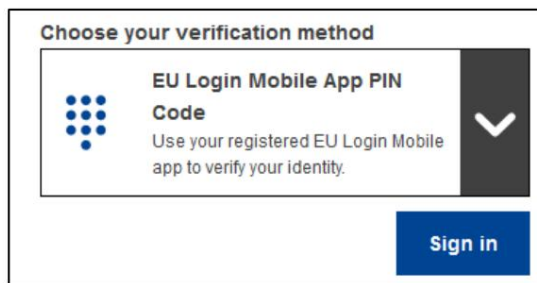 Choose your verification method
EU Login Mobile App PIN
Code
Use your registered EU Login Mobile
app to verify your identity.
Sign in